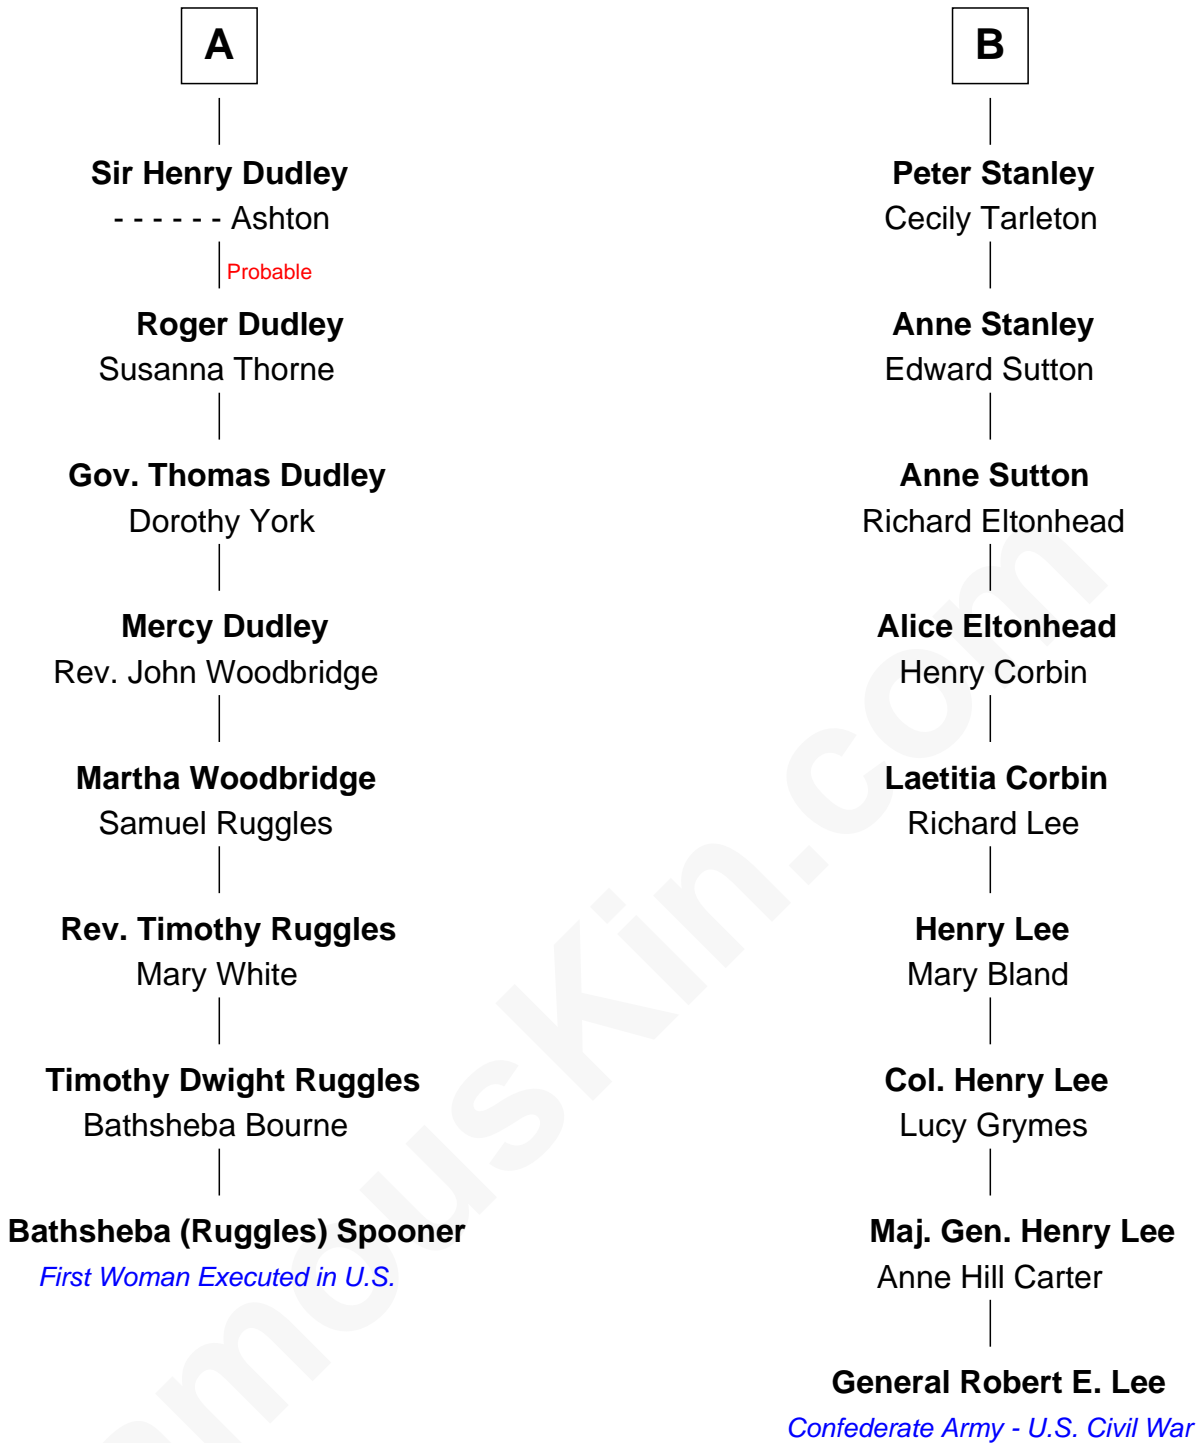 A
Sir Henry Dudley
- - - - - - Ashton
Probable
Roger Dudley
Susanna Thorne
Gov. Thomas Dudley
Dorothy York
Mercy Dudley
Rev. John Woodbridge
Martha Woodbridge
Samuel Ruggles
Rev. Timothy Ruggles
Mary White
Timothy Dwight Ruggles
Bathsheba Bourne
Bathsheba (Ruggles) Spooner
First Woman Executed in U.S.
B
Peter Stanley
Cecily Tarleton
Anne Stanley
Edward Sutton
Anne Sutton
Richard Eltonhead
Alice Eltonhead
Henry Corbin
Laetitia Corbin
Richard Lee
Henry Lee
Mary Bland
Col. Henry Lee
Lucy Grymes
Maj. Gen. Henry Lee
Anne Hill Carter
General Robert E. Lee
Confederate Army - U.S. Civil War
amousKin.com